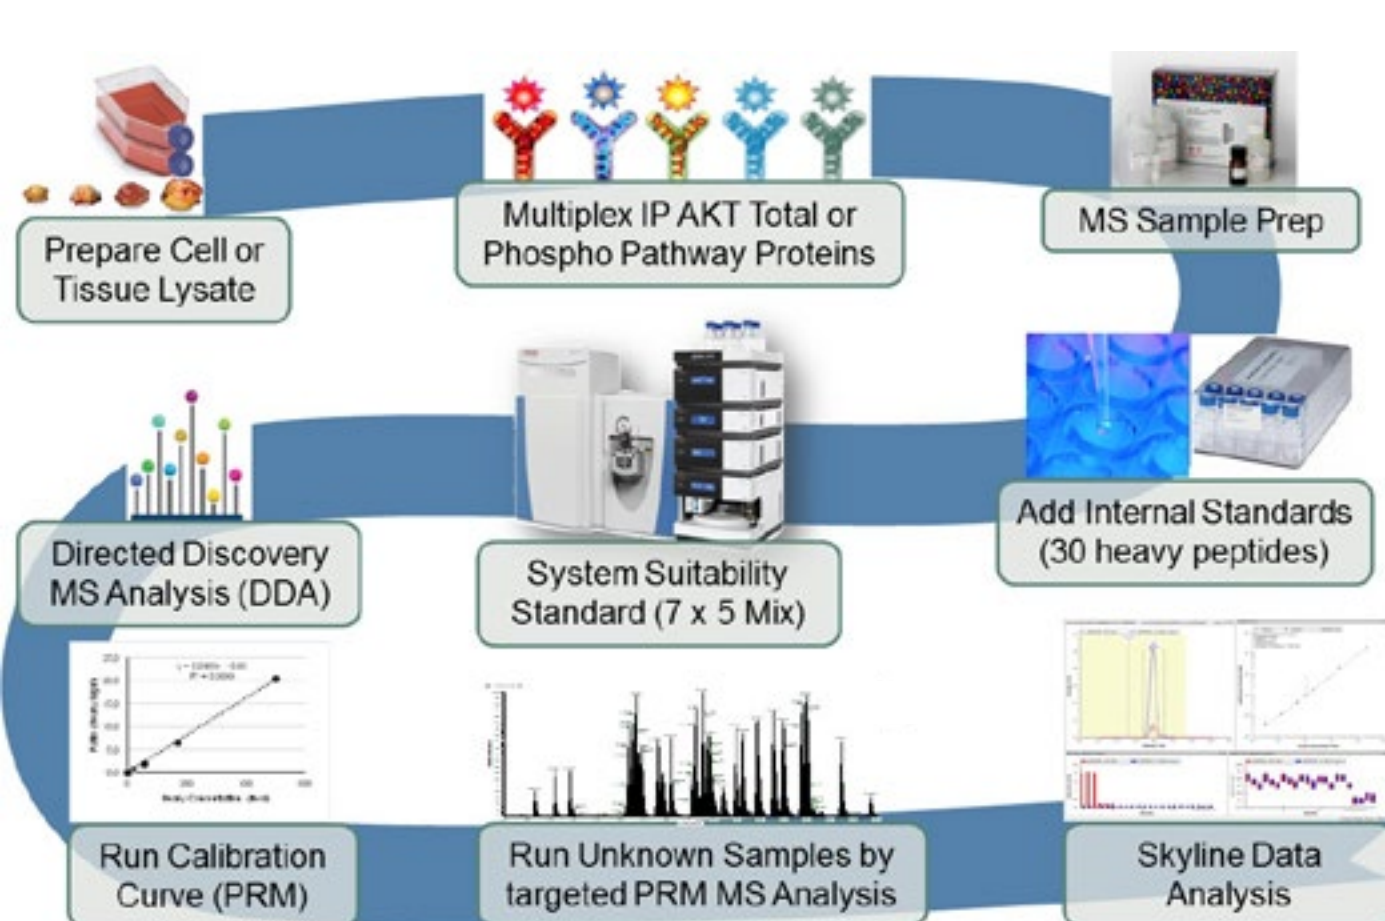 Multiplex IP AKT Total or
Phospho Pathway Proteins
MS Sample Prep
Prepare Cell or
Tissue Lysate
Add Internal Standards
(30 heavy peptides)
System Suitability
Standard (7 x 5 Mix)
Directed Discovery
MS Analysis (DDA)
Run Calibration
Curve (PRM)
Run Unknown Samples by
targeted PRM MS Analysis
Skyline Data
Analysis